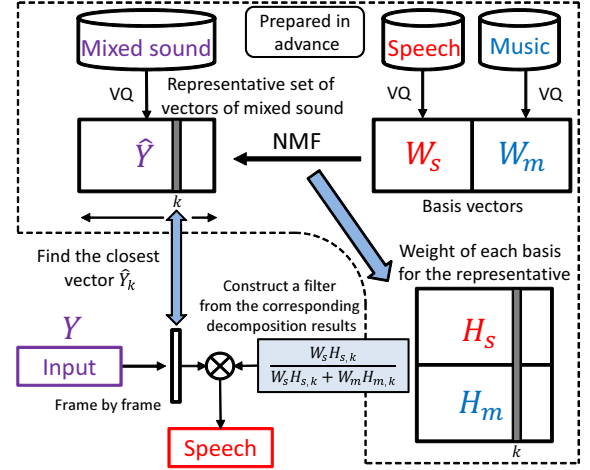 Mixed sound
Prepared in
advance
Speech
Music
VQ
Representative set of
vectors of mixed sound
VQ
VQ
Ŷ
NMF
W_s
W_m
k
Basis vectors
Find the closest
vector Ŷ_k
Weight of each basis
for the representative
Construct a filter
from the corresponding
decomposition results
Y
Input
Frame by frame
W_s H_{s,k}
W_s H_{s,k} + W_m H_{m,k}
H_s
H_m
Speech
k